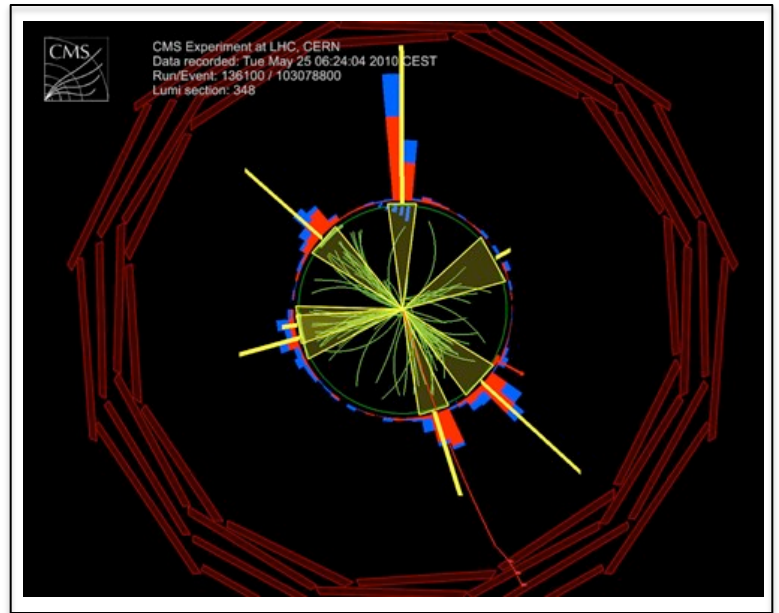 CMS
CMS Experiment at LHC, CERN
Data recorded: Tue May 25 06:24:04 2010 CEST
Run/Event: 136100 / 103078800
Lumi section: 348